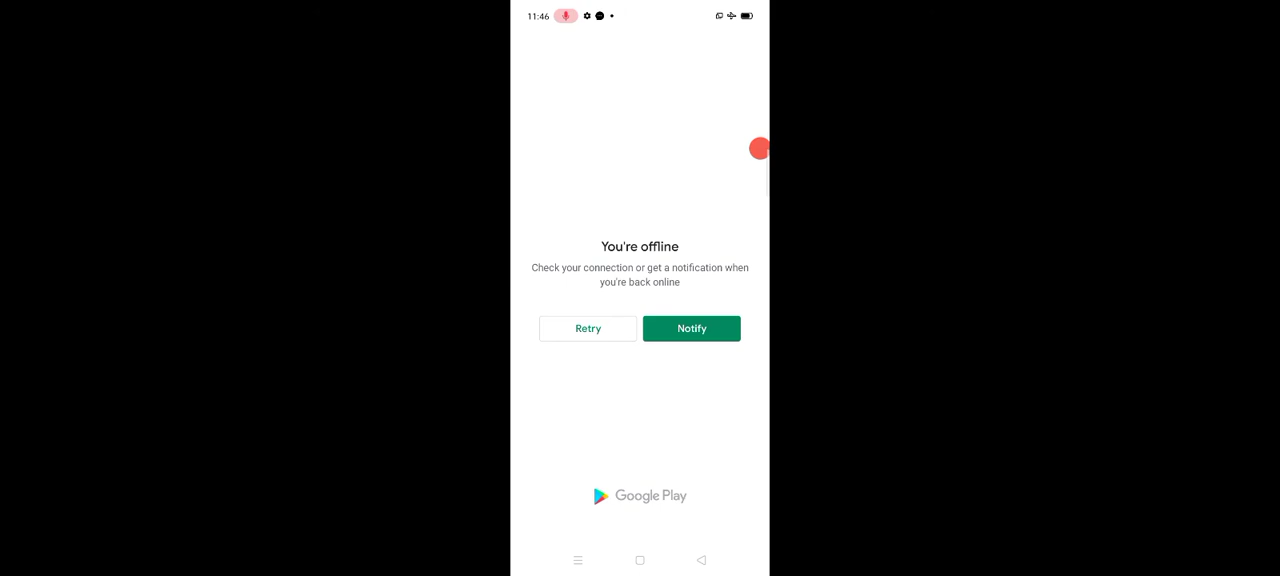 11:46
You're offline
Check your connection or get a notification when
you're back online
Retry
Notify
Google Play